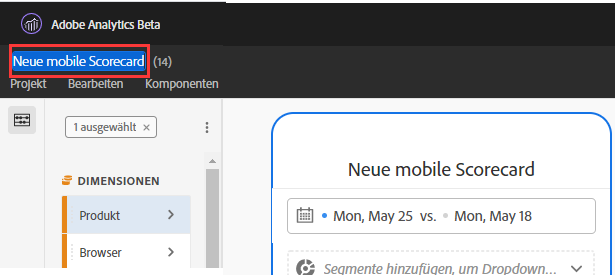 Adobe Analytics Beta
Neue mobile Scorecard (14)
Projekt Bearbeiten Komponenten
1 ausgewählt ×
DIMENSIONEN
Produkt
Browser
Neue mobile Scorecard
Mon, May 25 vs. Mon, May 18
Segmente hinzufügen, um Dropdown...